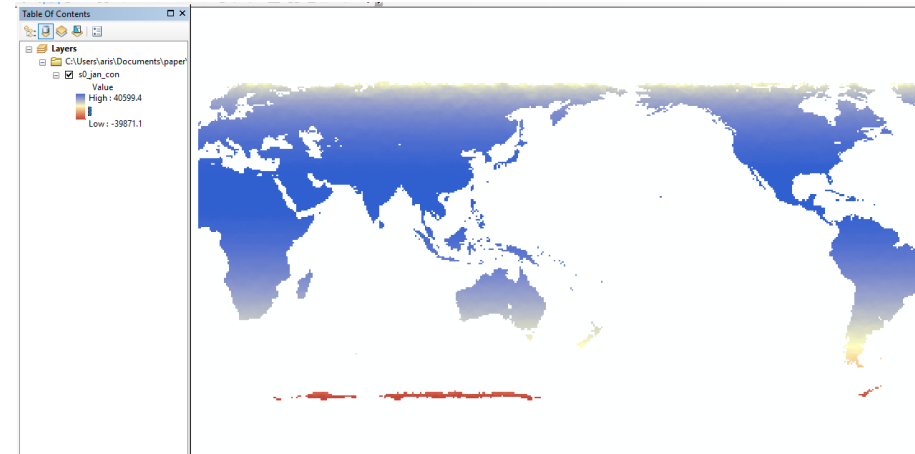 Table Of Contents
Layers
C:\Users\aris\Documents\paper\
s0_jan_con
Value
High : 40599.4
Low : -39871.1